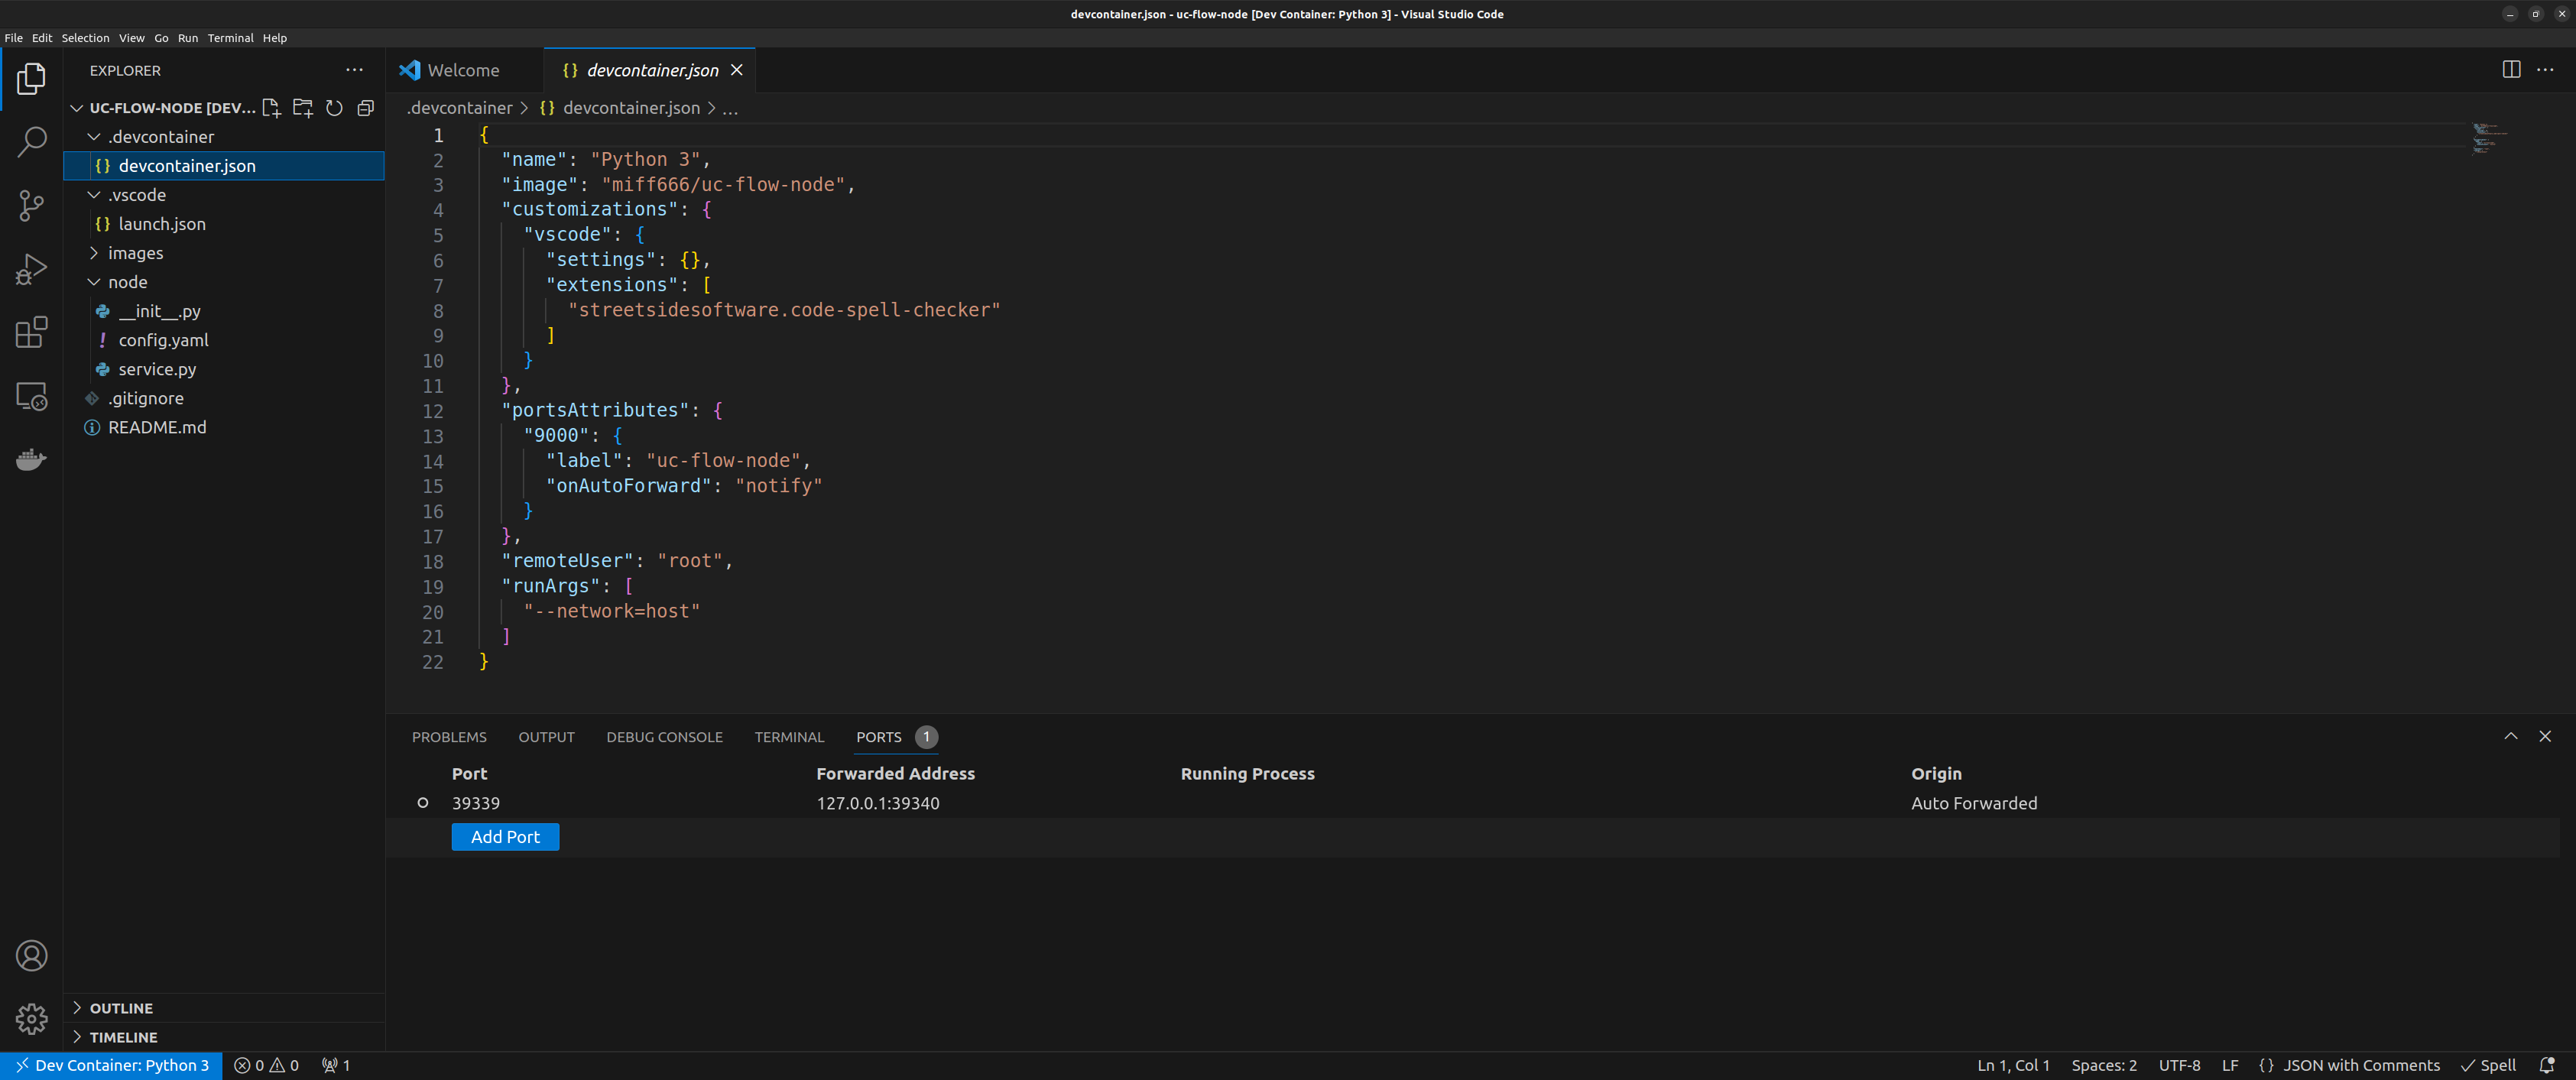 devcontainer.json - uc-flow-node [Dev Container: Python 3] - Visual Studio Code
File Edit Selection View Go Run Terminal Help
EXPLORER
UC-FLOW-NODE [DEV...
.devcontainer
devcontainer.json
.vscode
launch.json
images
node
__init__.py
config.yaml
service.py
.gitignore
README.md
OUTLINE
TIMELINE
Welcome
{} devcontainer.json
.devcontainer > {} devcontainer.json > ...
1 {
2 "name": "Python 3",
3 "image": "miff666/uc-flow-node",
4 "customizations": {
5 "vscode": {
6 "settings": {},
7 "extensions": [
8 "streetsidesoftware.code-spell-checker"
9 ]
10 }
11 },
12 "portsAttributes": {
13 "9000": {
14 "label": "uc-flow-node",
15 "onAutoForward": "notify"
16 }
17 },
18 "remoteUser": "root",
19 "runArgs": [
20 "--network=host"
21 ]
22 }
PROBLEMS OUTPUT DEBUG CONSOLE TERMINAL PORTS 1
Port Forwarded Address Running Process Origin
39339 127.0.0.1:39340 Auto Forwarded
Add Port
Dev Container: Python 3 0 0 1 Ln 1, Col 1 Spaces: 2 UTF-8 LF {} JSON with Comments Spell